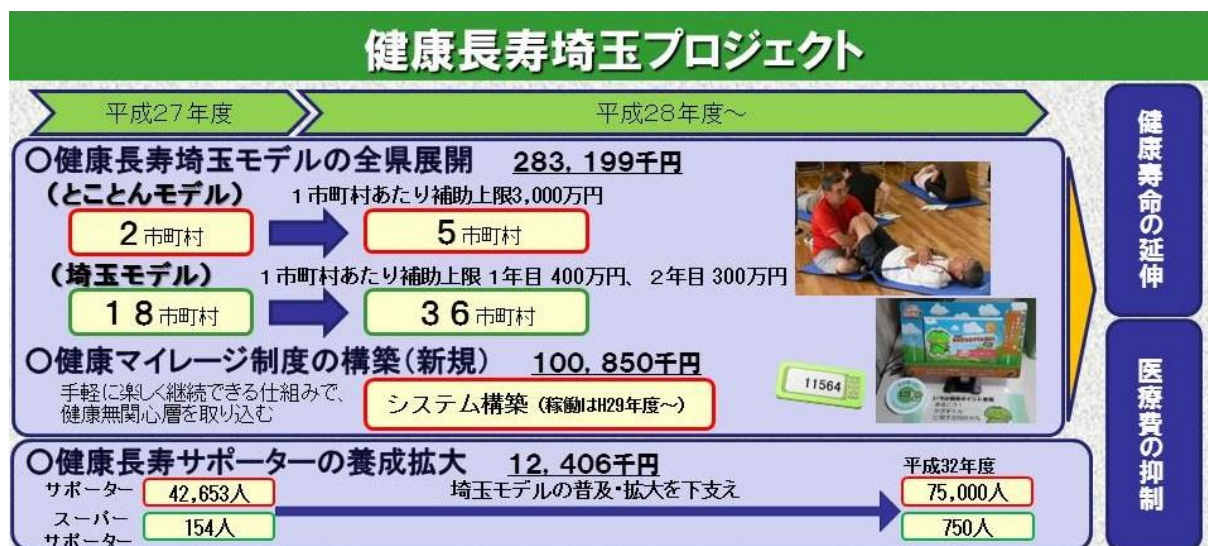 健康長寿埼玉プロジェクト
平成27年度
平成28年度～
〇健康長寿埼玉モデルの全県展開 283,199千円
(とことんモデル) 1市町村あたり補助上限3,000万円
2市町村
5市町村
(埼玉モデル) 1市町村あたり補助上限 1年目 400万円、2年目 300万円
18市町村
36市町村
〇健康マイレージ制度の構築(新規) 100,850千円
手軽に楽しく継続できる仕組みで、
健康無関心層を取り込む
システム構築 (稼働はH29年度～)
11564
〇健康長寿サポーターの養成拡大 12,406千円
平成32年度
サポーター 42,653人
埼玉モデルの普及・拡大を下支え
75,000人
スーパー
サポーター
154人
750人
健康寿命の延伸
医療費の抑制